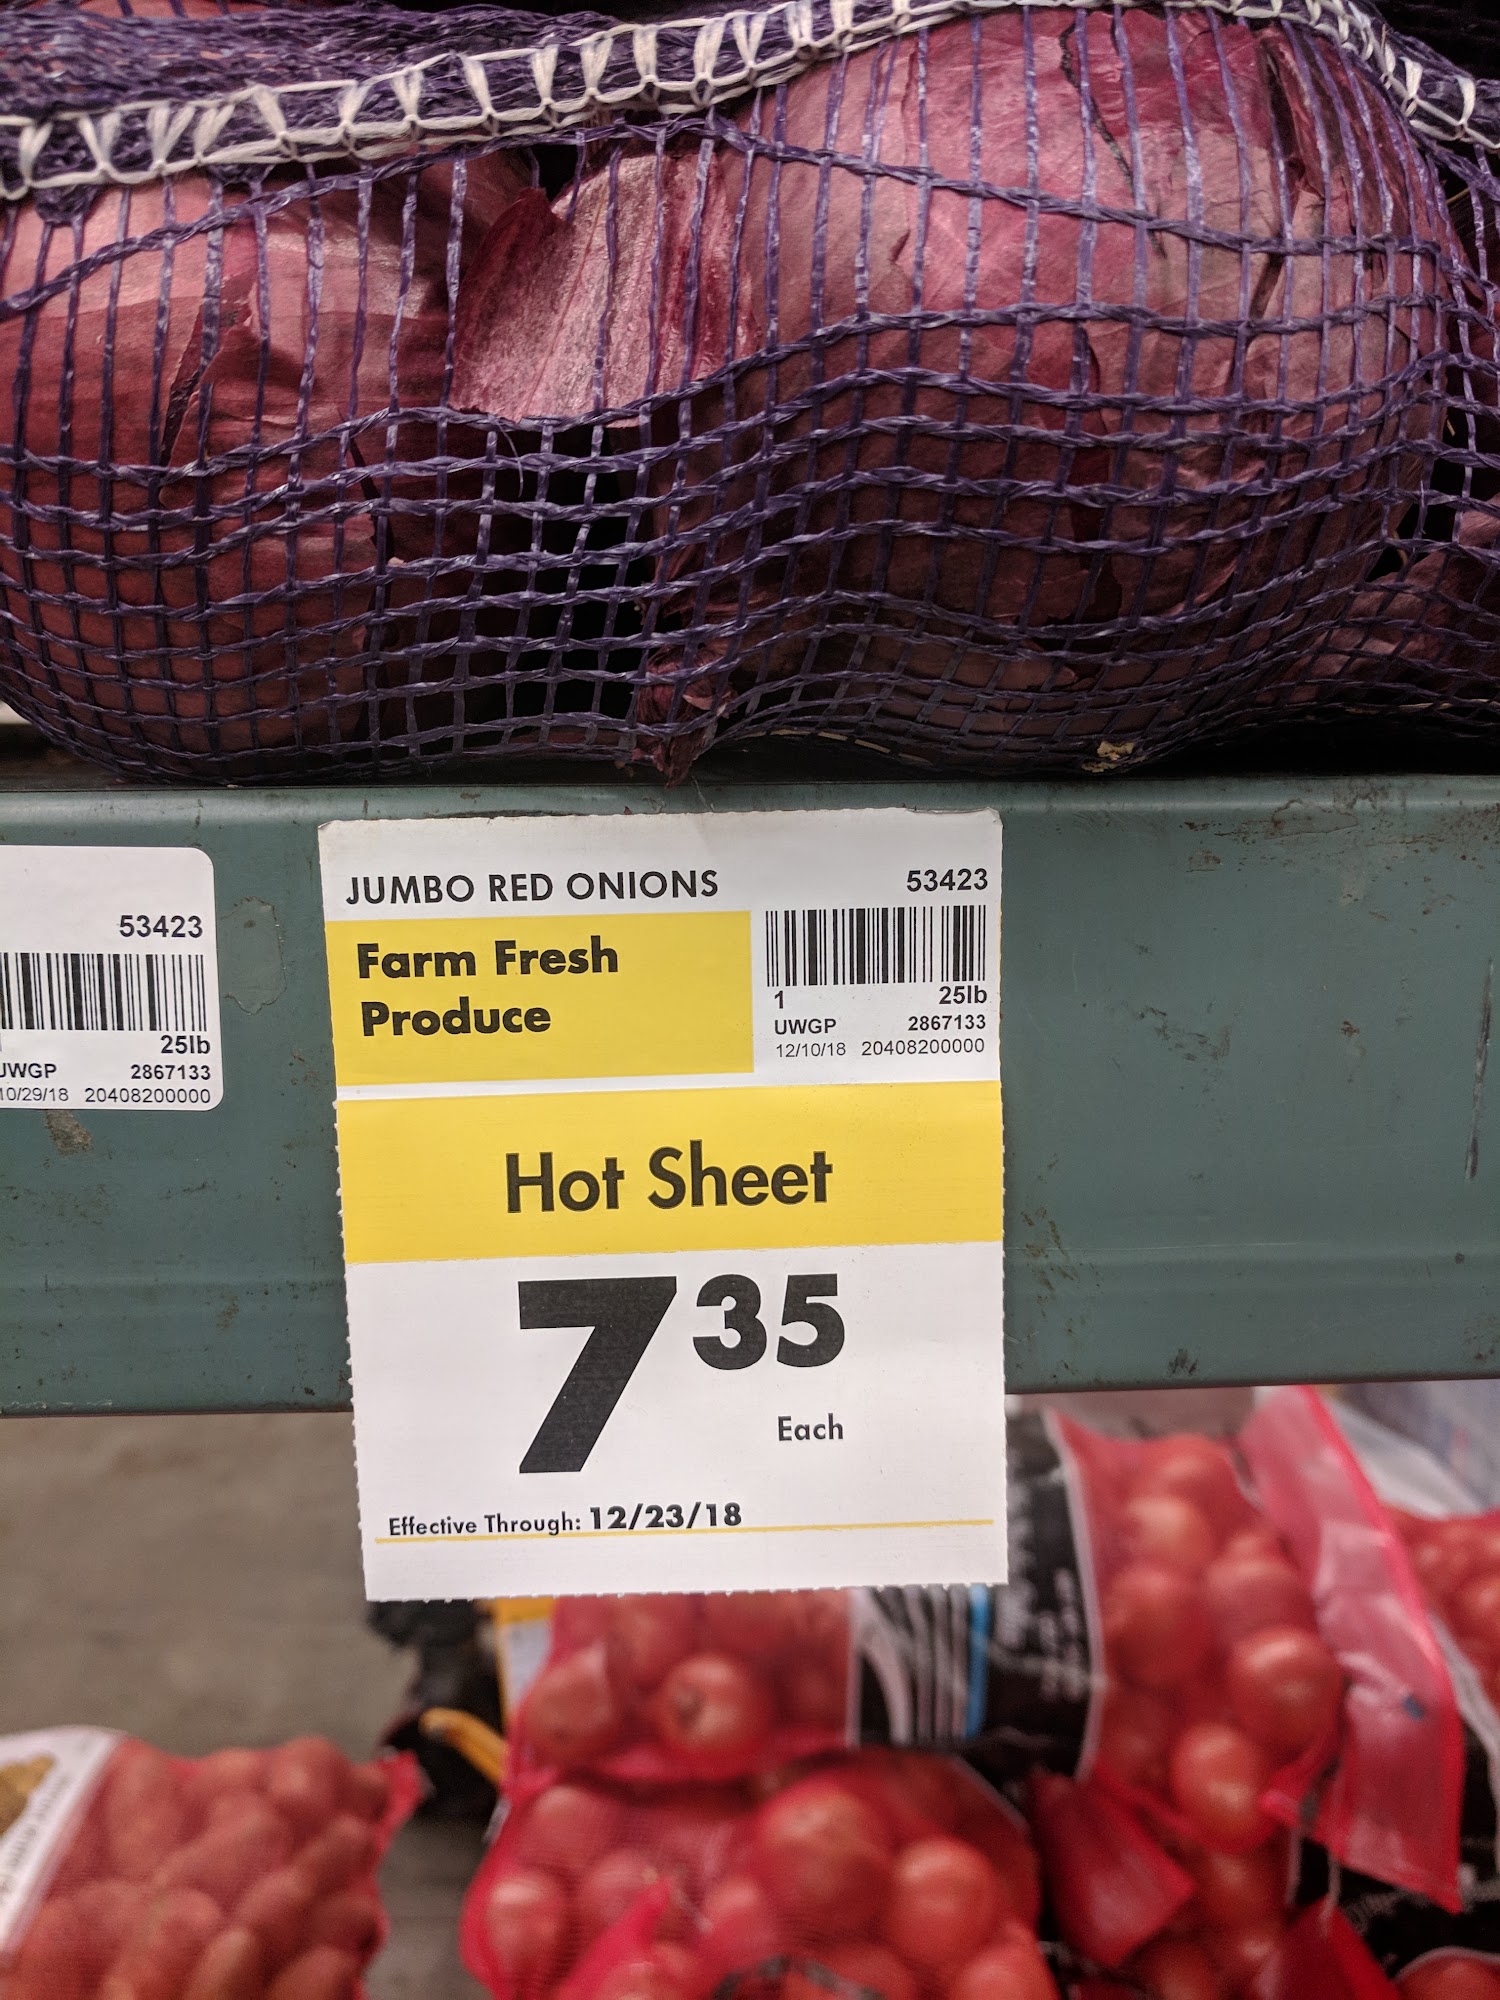 53423
25lb
UWGP
2867133
10/29/18 20408200000
JUMBO RED ONIONS
53423
Farm Fresh
Produce
1
25lb
UWGP
2867133
12/10/18 20408200000
Hot Sheet
7 35
Each
Effective Through: 12/23/18